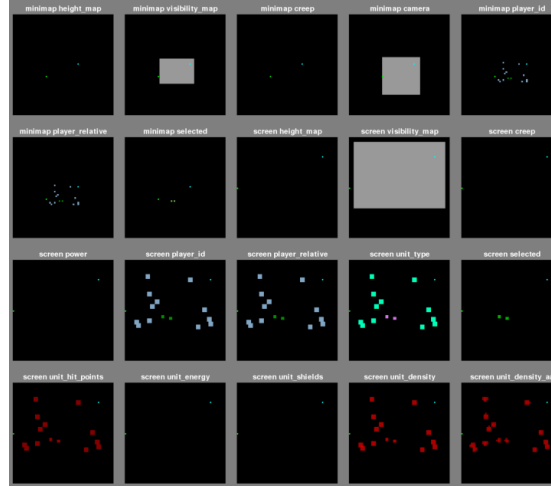 minimap height_map
minimap visibility_map
minimap creep
minimap camera
minimap player_id
minimap player_relative
minimap selected
screen height_map
screen visibility_map
screen creep
screen power
screen player_id
screen player_relative
screen unit_type
screen selected
screen unit_hit_points
screen unit_energy
screen unit_shields
screen unit_density
screen unit_density_a